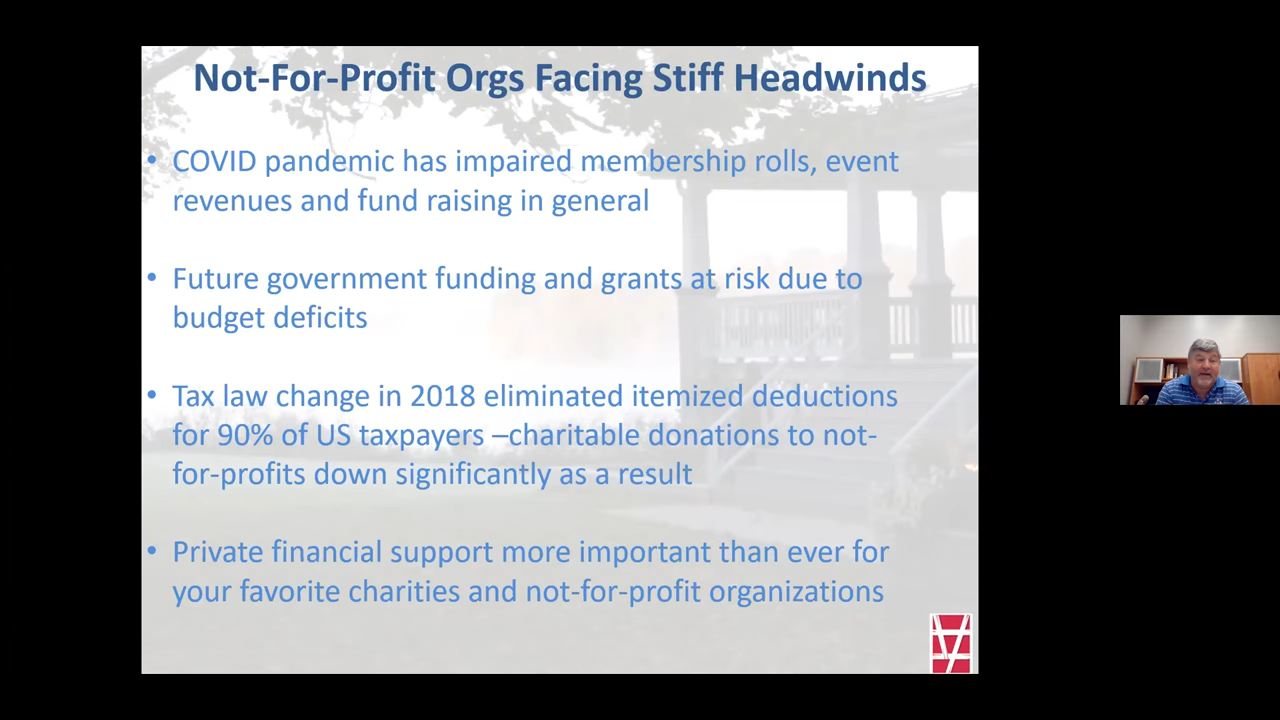 Not-For-Profit Orgs Facing Stiff Headwinds
• COVID pandemic has impaired membership rolls, event
revenues and fund raising in general
• Future government funding and grants at risk due to
budget deficits
• Tax law change in 2018 eliminated itemized deductions
for 90% of US taxpayers –charitable donations to not-
for-profits down significantly as a result
• Private financial support more important than ever for
your favorite charities and not-for-profit organizations